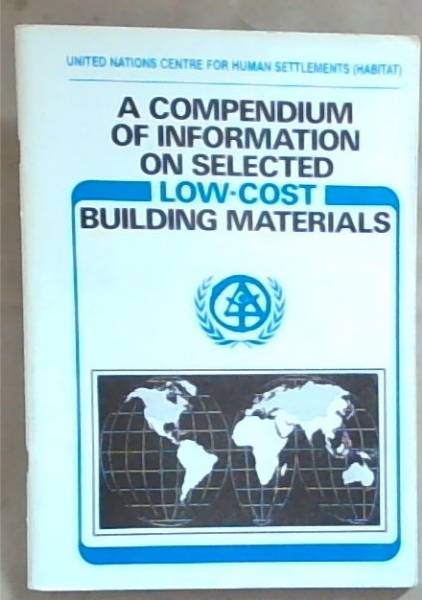 UNITED NATIONS CENTRE FOR HUMAN SETTLEMENTS (HABITAT)
A COMPENDIUM
OF INFORMATION
ON SELECTED
LOW-COST
BUILDING MATERIALS